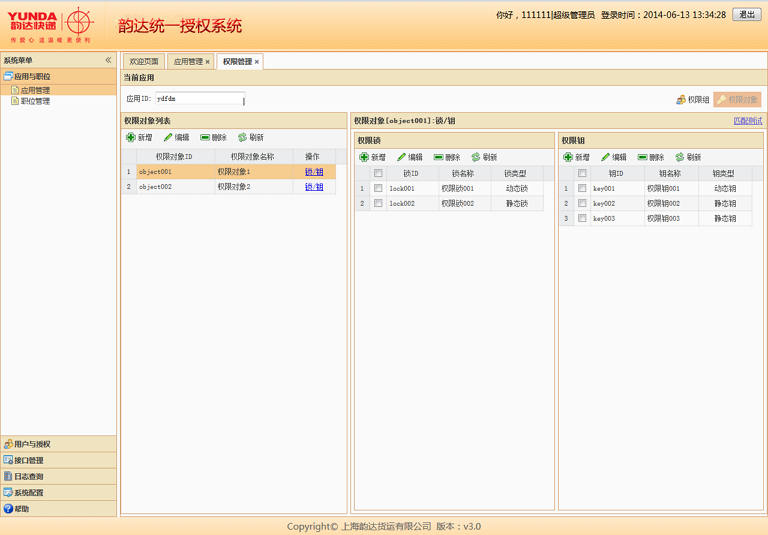 YUNDA
韵达快递
传爱心送温暖更便利
韵达统一授权系统
你好，111111|超级管理员 登录时间：2014-06-13 13:34:28 退出
系统菜单
应用与职位
应用管理
职位管理
用户与授权
接口管理
日志查询
系统配置
帮助
欢迎页面 应用管理 权限管理
当前应用
应用ID: ydfdm
权限组 权限对象
权限对象列表
新增 编辑 删除 刷新
权限对象ID 权限对象名称 操作
1 object001 权限对象1 锁/钥
2 object002 权限对象2 锁/钥
权限对象[object001]:锁/钥 匹配测试
权限锁
新增 编辑 删除 刷新
锁ID 锁名称 锁类型
1 lock001 权限锁001 动态锁
2 lock002 权限锁002 静态锁
权限钥
新增 编辑 删除 刷新
钥ID 钥名称 钥类型
1 key001 权限钥001 动态钥
2 key002 权限钥002 静态钥
3 key003 权限钥003 静态钥
Copyright© 上海韵达货运有限公司 版本：v3.0